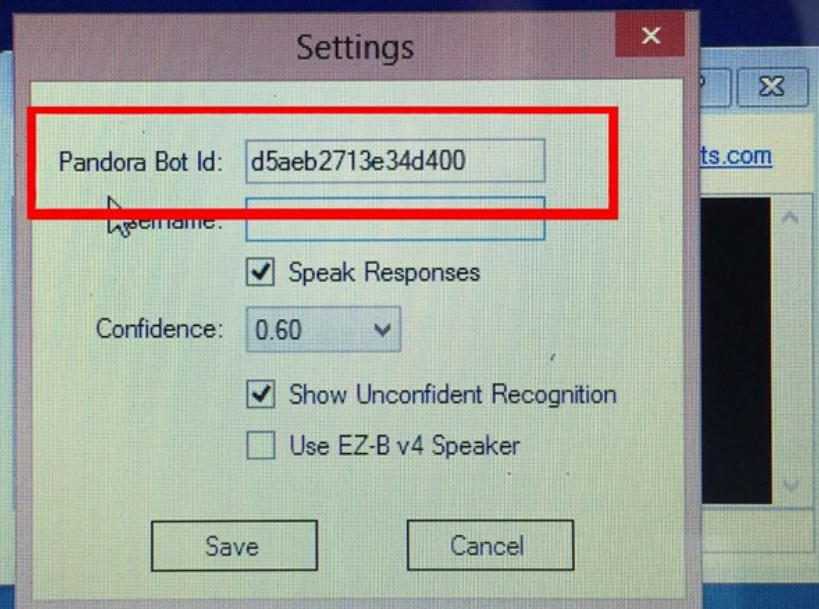 Settings
Pandora Bot Id: d5aeb2713e34d400
Username:
Speak Responses
Confidence: 0.60
Show Unconfident Recognition
Use EZ-B v4 Speaker
Save Cancel
ts.com